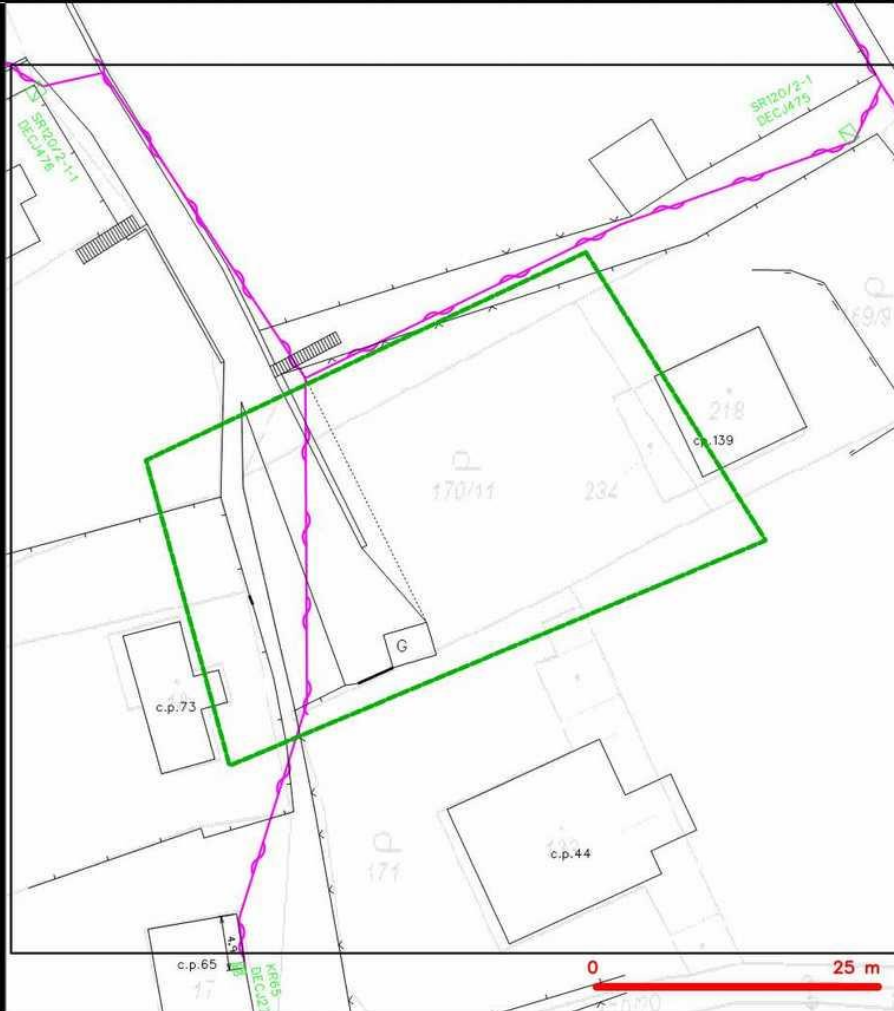 SR120/2-1
DECJ475
SR120/2-1-1
DECJ476
218
c.p.139
170/11
234
G
c.p.73
c.p.44
171
c.p.65
17
4,9
KR65
0
25 m